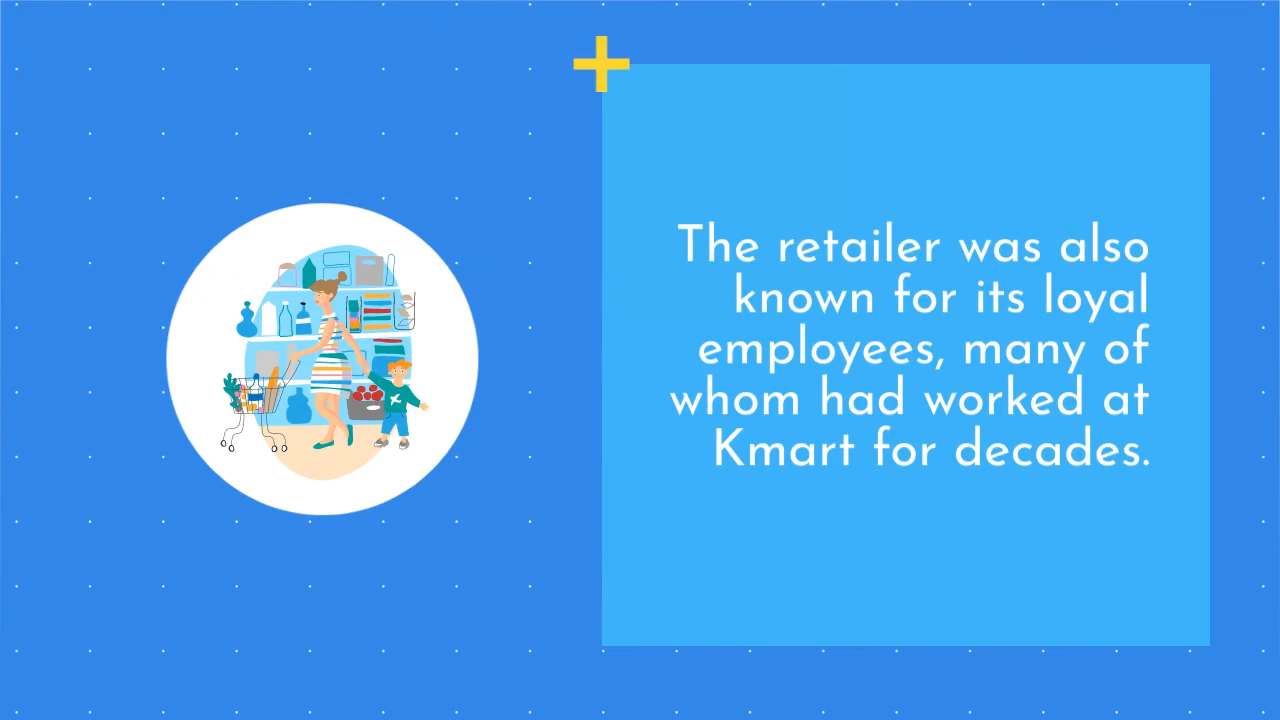 The retailer was also
known for its loyal
employees, many of
whom had worked at
Kmart for decades.